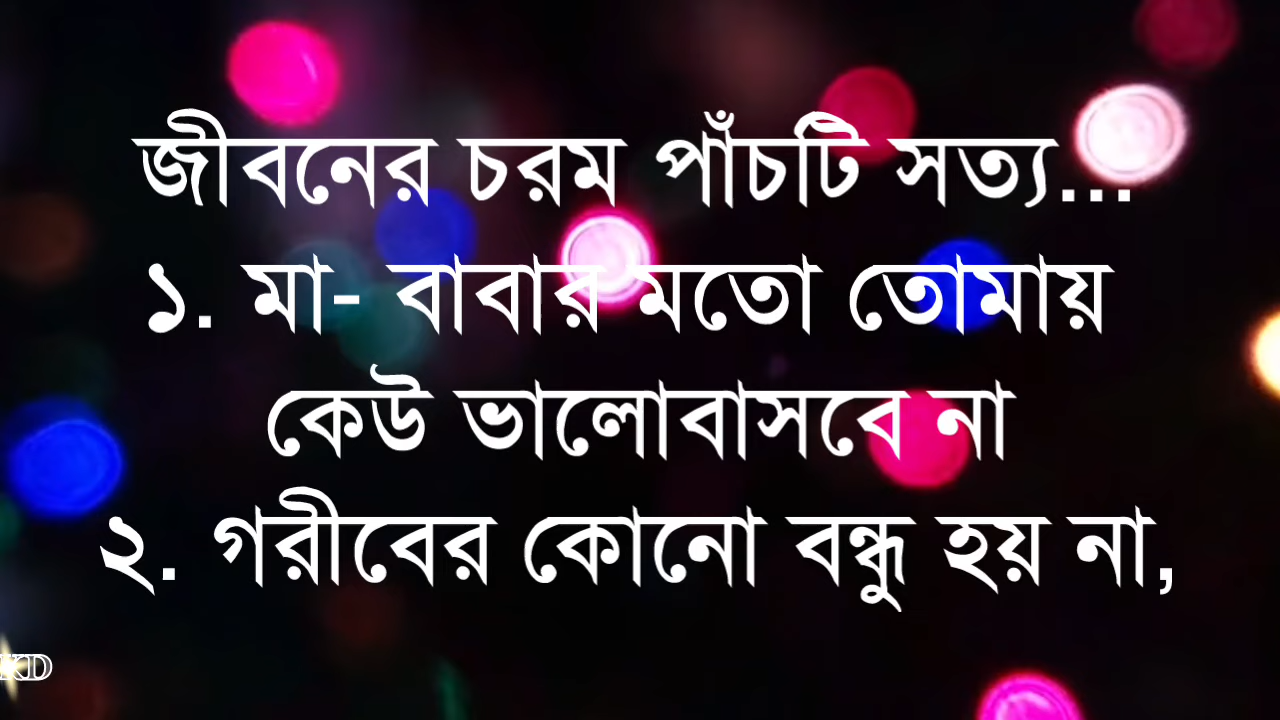 জীবনের চরম পাঁচটি সত্য...
১. মা- বাবার মতো তোমায়
কেউ ভালোবাসবে না
২. গরীবের কোনো বন্ধু হয় না,